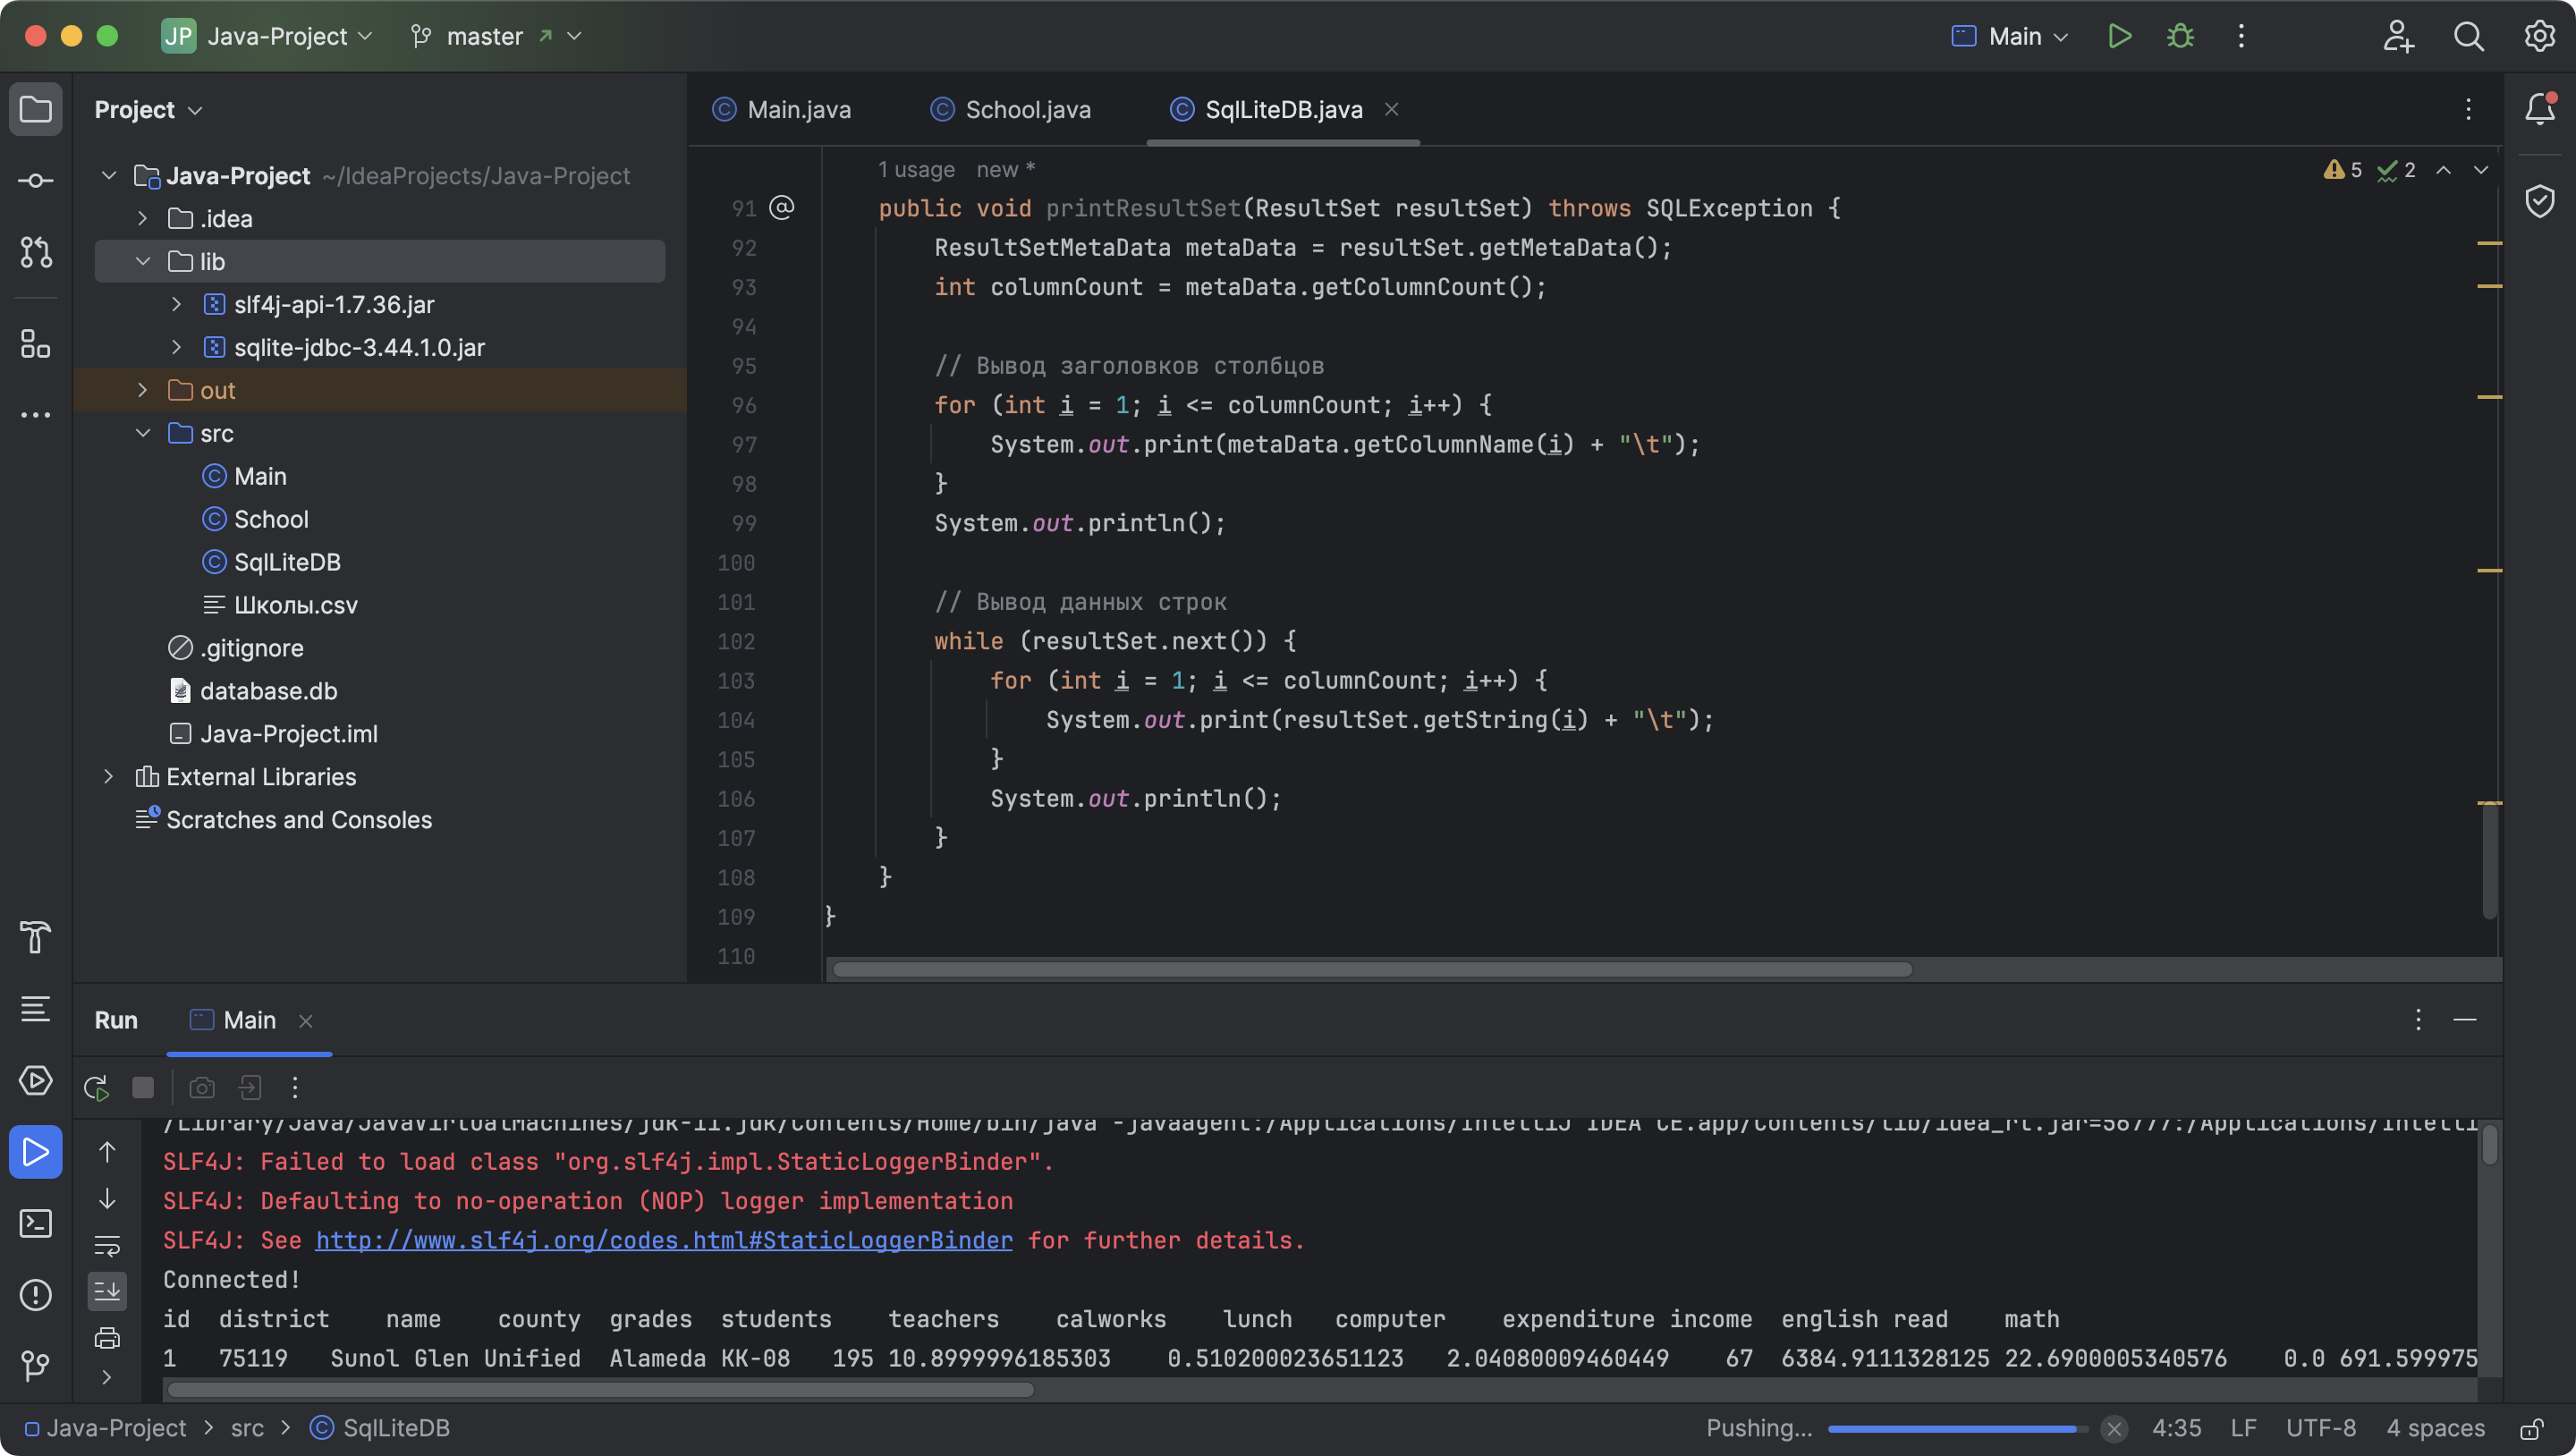 JP Java-Project master Main
Project
Java-Project ~/IdeaProjects/Java-Project
.idea
lib
slf4j-api-1.7.36.jar
sqlite-jdbc-3.44.1.0.jar
out
src
Main
School
SqlLiteDB
Школы.csv
.gitignore
database.db
Java-Project.iml
External Libraries
Scratches and Consoles
Main.java School.java SqlLiteDB.java
1 usage new * 5 2
91 @ public void printResultSet(ResultSet resultSet) throws SQLException {
92 ResultSetMetaData metaData = resultSet.getMetaData();
93 int columnCount = metaData.getColumnCount();
94
95 // Вывод заголовков столбцов
96 for (int i = 1; i <= columnCount; i++) {
97 System.out.print(metaData.getColumnName(i) + "\t");
98 }
99 System.out.println();
100
101 // Вывод данных строк
102 while (resultSet.next()) {
103 for (int i = 1; i <= columnCount; i++) {
104 System.out.print(resultSet.getString(i) + "\t");
105 }
106 System.out.println();
107 }
108 }
109 }
110
Run Main
/Library/Java/JavaVirtualMachines/jdk-11.jdk/Contents/Home/bin/java -javaagent:/Applications/IntelliJ IDEA CE.app/Contents/lib/idea_rt.jar=56777:/Applications/Intelli
SLF4J: Failed to load class "org.slf4j.impl.StaticLoggerBinder".
SLF4J: Defaulting to no-operation (NOP) logger implementation
SLF4J: See http://www.slf4j.org/codes.html#StaticLoggerBinder for further details.
Connected!
id district name county grades students teachers calworks lunch computer expenditure income english read math
1 75119 Sunol Glen Unified Alameda KK-08 195 10.8999996185303 0.510200023651123 2.04080009460449 67 6384.9111328125 22.6900005340576 0.0 691.599975
Java-Project src SqlLiteDB Pushing... 4:35 LF UTF-8 4 spaces